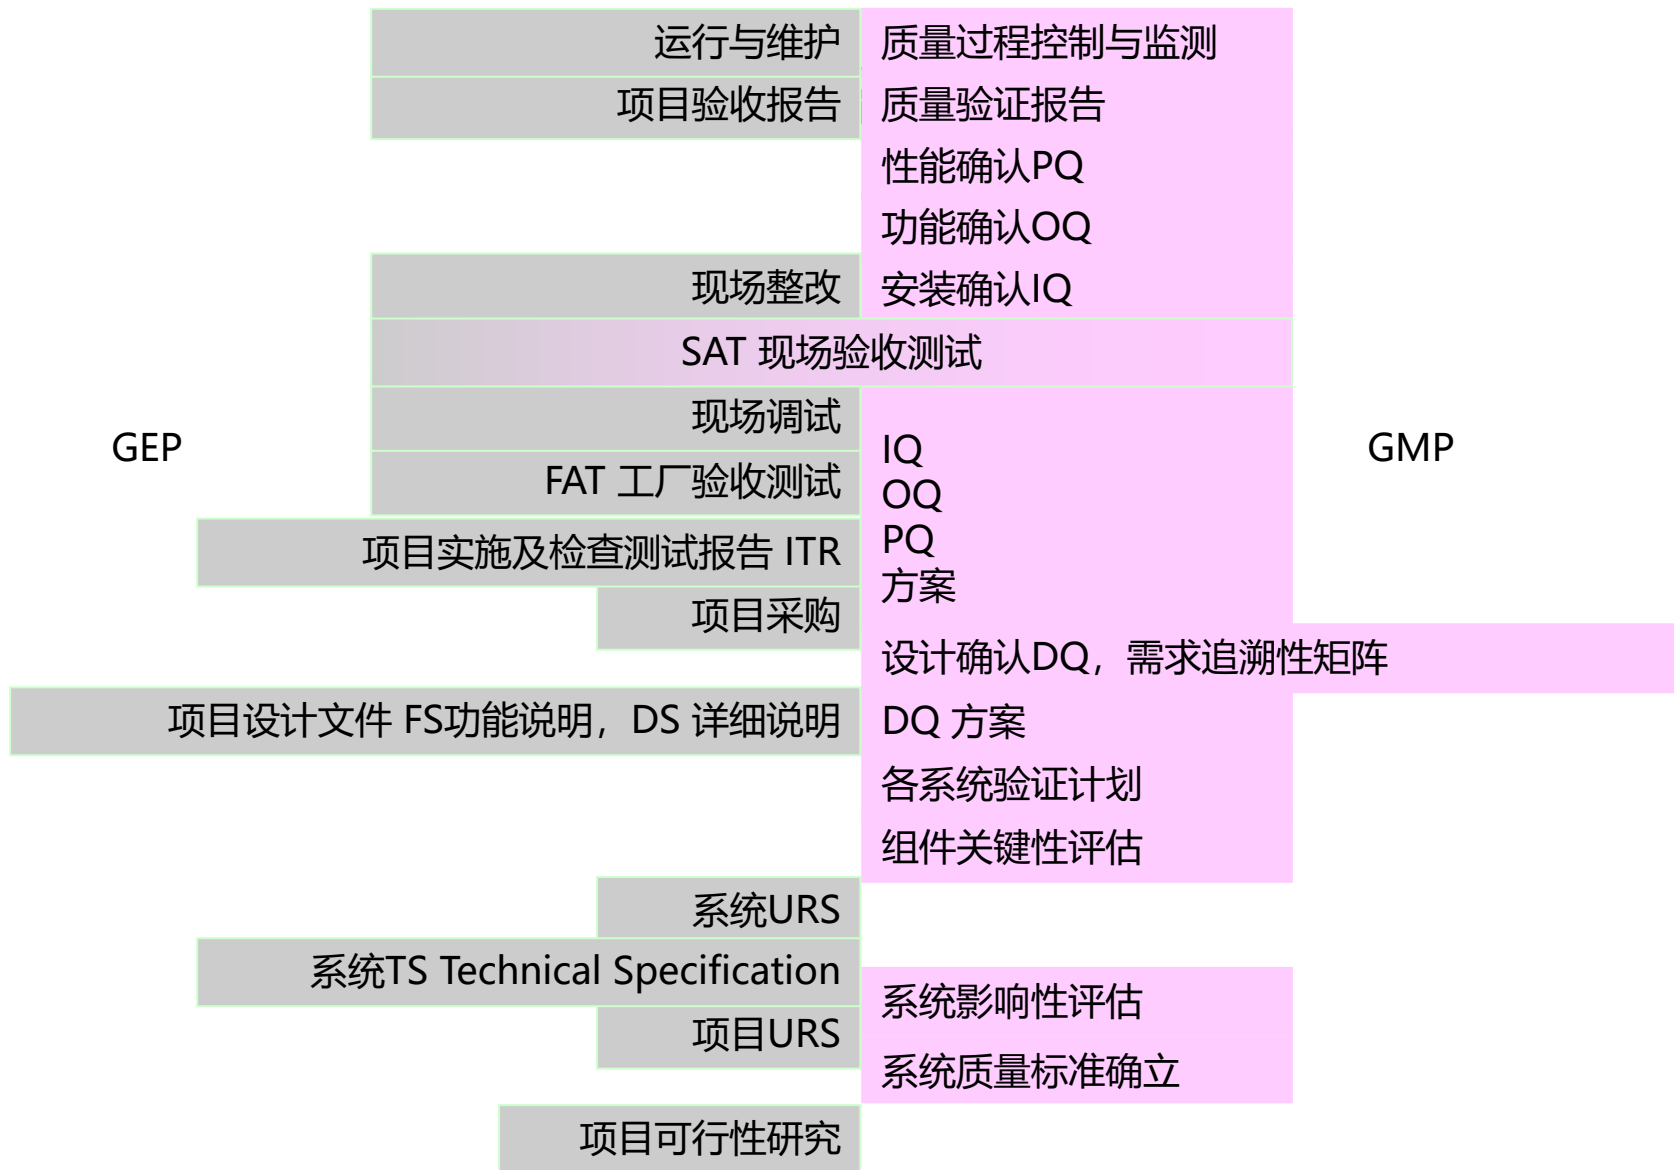 运行与维护
质量过程控制与监测
项目验收报告
质量验证报告
性能确认PQ
功能确认OQ
现场整改
安装确认IQ
SAT 现场验收测试
现场调试
GEP
IQ
GMP
FAT 工厂验收测试
OQ
项目实施及检查测试报告 ITR
PQ
方案
项目采购
设计确认DQ，需求追溯性矩阵
项目设计文件 FS功能说明，DS 详细说明
DQ 方案
各系统验证计划
组件关键性评估
系统URS
系统TS Technical Specification
系统影响性评估
项目URS
系统质量标准确立
项目可行性研究